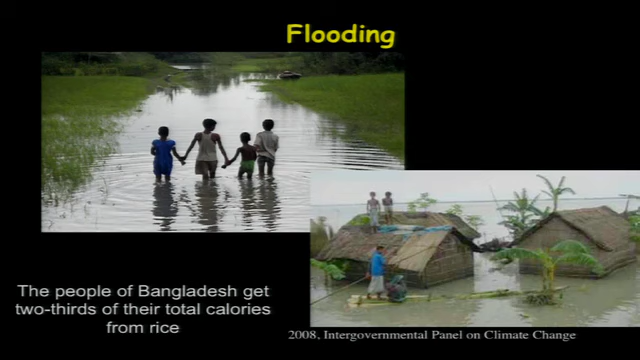 Flooding
The people of Bangladesh get
two-thirds of their total calories
from rice
2008, Intergovernmental Panel on Climate Change